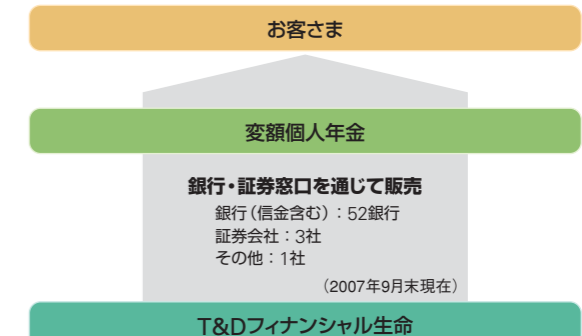 お客さま
変額個人年金
銀行・証券窓口を通じて販売
銀行(信金含む):52銀行
証券会社:3社
その他:1社
(2007年9月末現在)
T&Dフィナンシャル生命